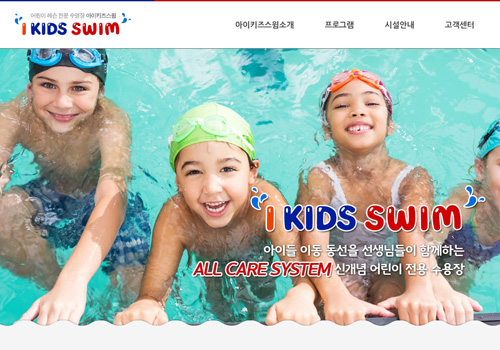 어린이 레슨 전문 수영장 아이키즈스윔
I KIDS SWIM
아이키즈스윔소개 프로그램 시설안내 고객센터
I KIDS SWIM
아이들 이동 동선을 선생님들이 함께하는
ALL CARE SYSTEM 신개념 어린이 전용 수영장